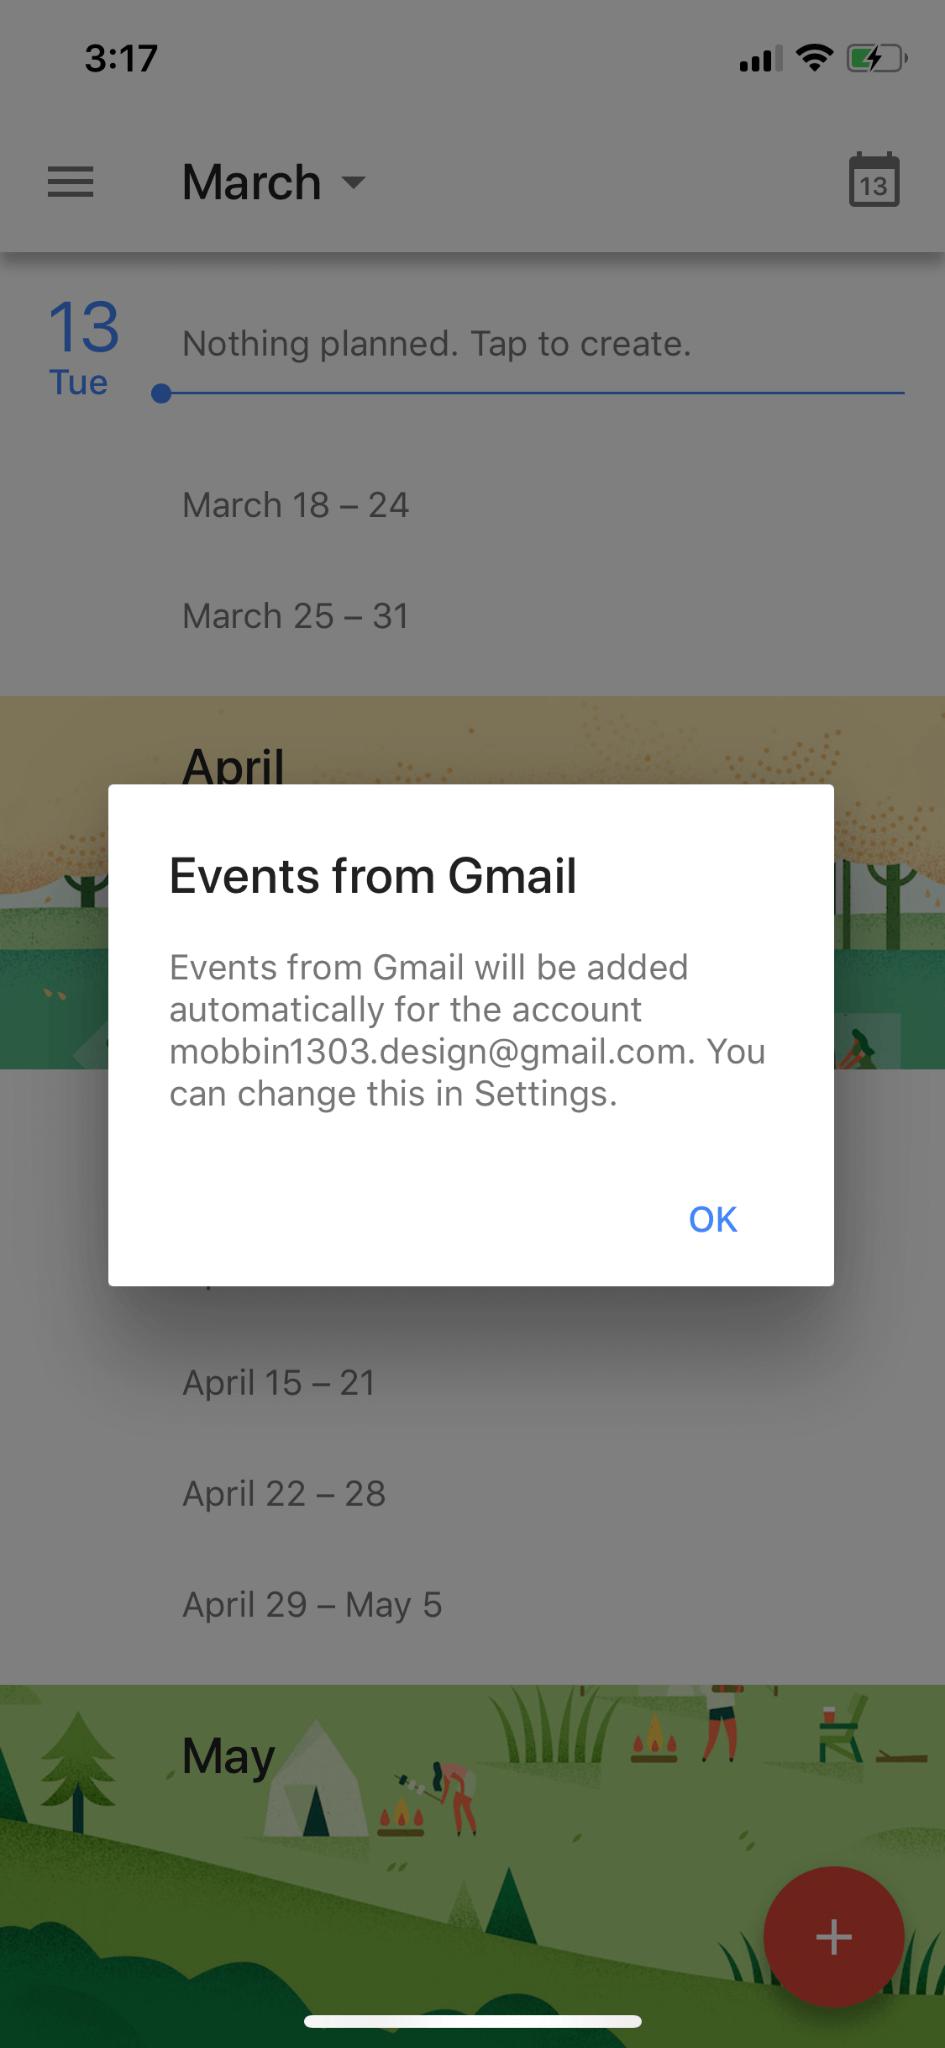 3:17
March
13
13
Nothing planned. Tap to create.
Tue
March 18 – 24
March 25 – 31
April
Events from Gmail
Events from Gmail will be added
automatically for the account
mobbin1303.design@gmail.com. You
can change this in Settings.
OK
April 15 – 21
April 22 – 28
April 29 – May 5
May